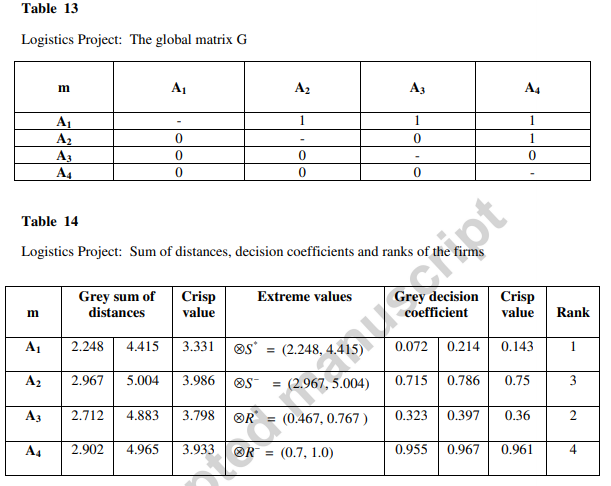 Table 13
Logistics Project: The global matrix G
m A₁ A₂ A₃ A₄
A₁ - 1 1 1
A₂ 0 - 0 1
A₃ 0 0 - 0
A₄ 0 0 0 -
Table 14
Logistics Project: Sum of distances, decision coefficients and ranks of the firms
m Grey sum of distances Crisp value Extreme values Grey decision coefficient Crisp value Rank
A₁ 2.248 4.415 3.331 ⊗S* = (2.248, 4.415) 0.072 0.214 0.143 1
A₂ 2.967 5.004 3.986 ⊗S⁻ = (2.967, 5.004) 0.715 0.786 0.75 3
A₃ 2.712 4.883 3.798 ⊗R* = (0.467, 0.767 ) 0.323 0.397 0.36 2
A₄ 2.902 4.965 3.933 ⊗R⁻ = (0.7, 1.0) 0.955 0.967 0.961 4
pted manuscript